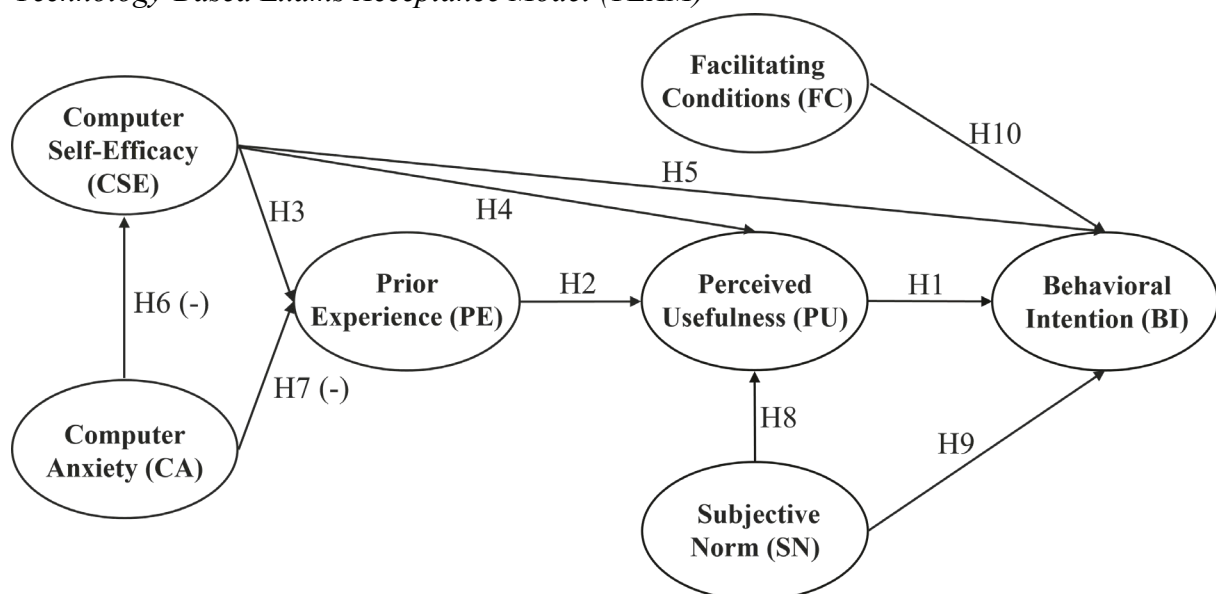 Technology-Based Exams Acceptance Model (TEAM)
Facilitating
Conditions (FC)
Computer
Self-Efficacy
(CSE)
H10
H5
H4
H3
Prior
Experience (PE)
H2
Perceived
Usefulness (PU)
H1
Behavioral
Intention (BI)
H6 (-)
H7 (-)
H8
H9
Computer
Anxiety (CA)
Subjective
Norm (SN)